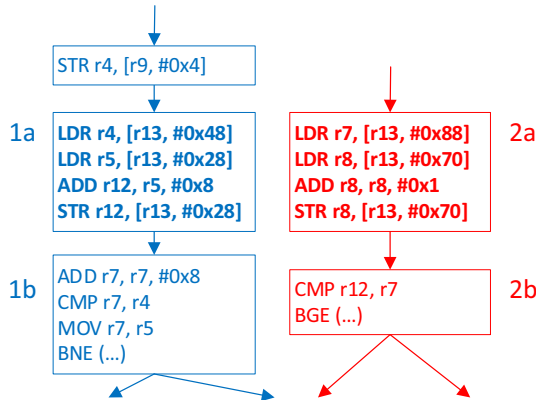 STR r4, [r9, #0x4]
1a
LDR r4, [r13, #0x48]
LDR r5, [r13, #0x28]
ADD r12, r5, #0x8
STR r12, [r13, #0x28]
1b
ADD r7, r7, #0x8
CMP r7, r4
MOV r7, r5
BNE (...)
2a
LDR r7, [r13, #0x88]
LDR r8, [r13, #0x70]
ADD r8, r8, #0x1
STR r8, [r13, #0x70]
2b
CMP r12, r7
BGE (...)